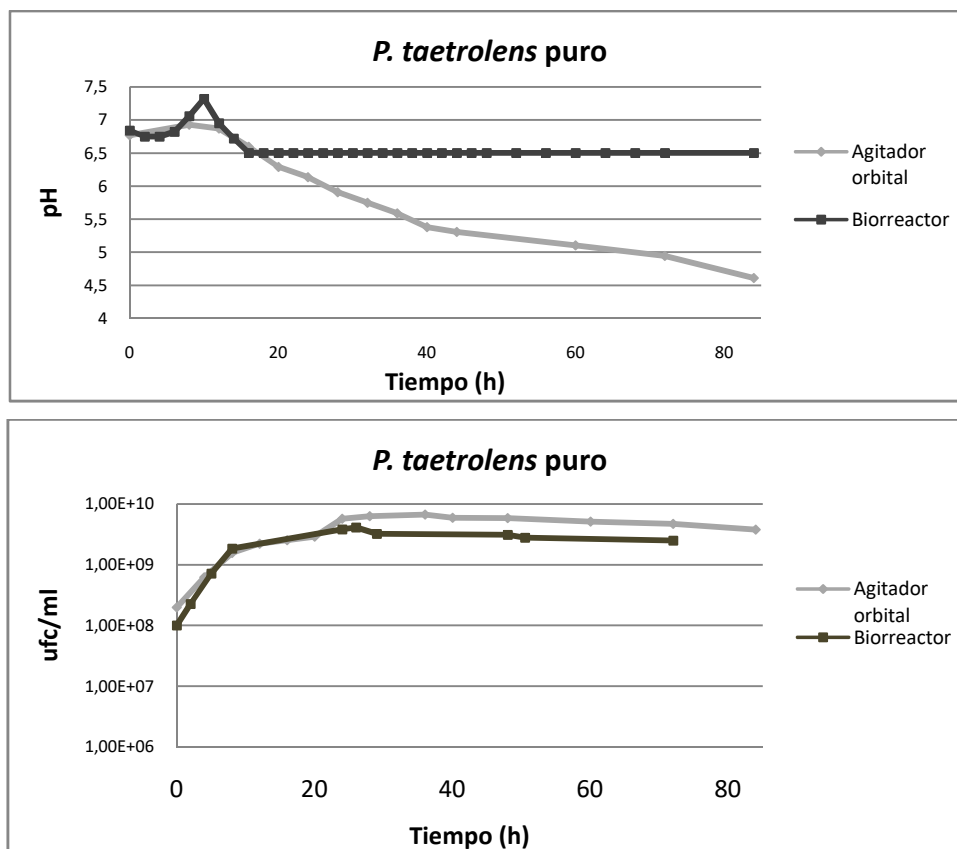 P. taetrolens puro
7,5
7
6,5
6
5,5
5
4,5
4
pH
0
20
40
60
80
Tiempo (h)
Agitador
orbital
Biorreactor
P. taetrolens puro
1,00E+10
1,00E+09
1,00E+08
1,00E+07
1,00E+06
ufc/ml
0
20
40
60
80
Tiempo (h)
Agitador
orbital
Biorreactor